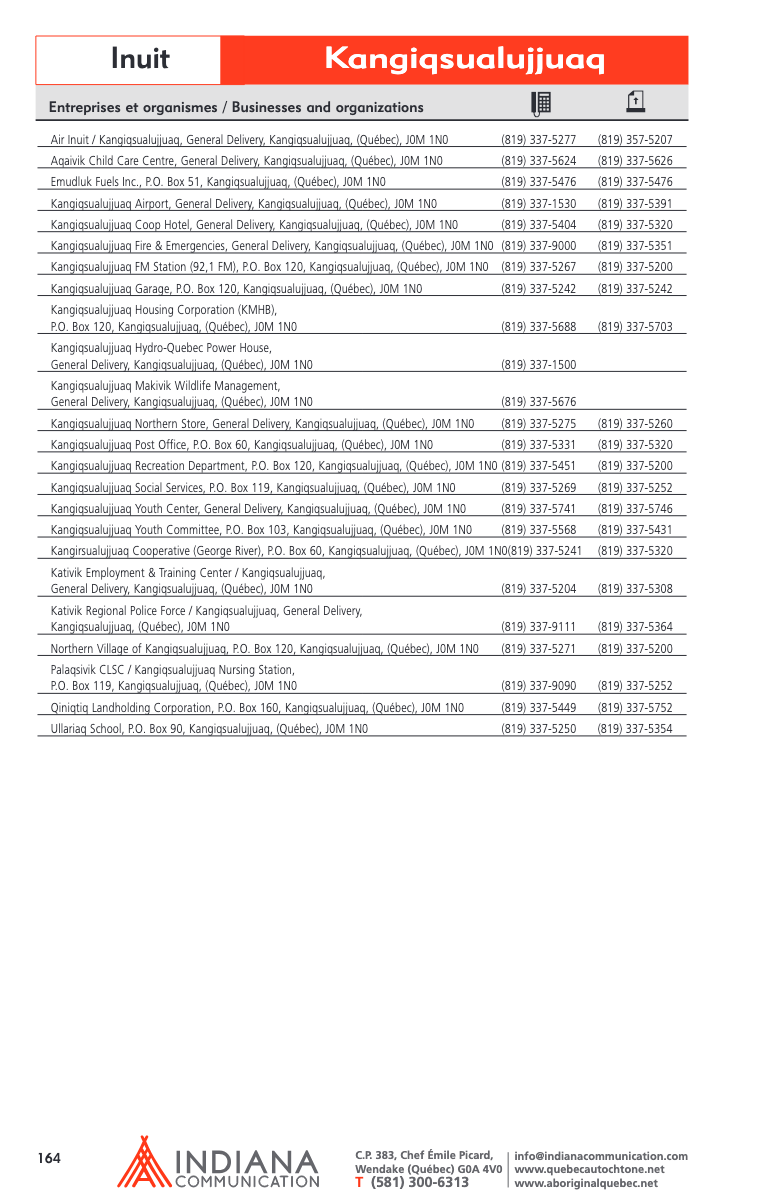 Inuit Kangiqsualujjuaq
Entreprises et organismes / Businesses and organizations
Air Inuit / Kangiqsualujjuaq, General Delivery, Kangiqsualujjuaq, (Québec), J0M 1N0 (819) 337-5277 (819) 357-5207
Aqaivik Child Care Centre, General Delivery, Kangiqsualujjuaq, (Québec), J0M 1N0 (819) 337-5624 (819) 337-5626
Emudluk Fuels Inc., P.O. Box 51, Kangiqsualujjuaq, (Québec), J0M 1N0 (819) 337-5476 (819) 337-5476
Kangiqsualujjuaq Airport, General Delivery, Kangiqsualujjuaq, (Québec), J0M 1N0 (819) 337-1530 (819) 337-5391
Kangiqsualujjuaq Coop Hotel, General Delivery, Kangiqsualujjuaq, (Québec), J0M 1N0 (819) 337-5404 (819) 337-5320
Kangiqsualujjuaq Fire & Emergencies, General Delivery, Kangiqsualujjuaq, (Québec), J0M 1N0 (819) 337-9000 (819) 337-5351
Kangiqsualujjuaq FM Station (92,1 FM), P.O. Box 120, Kangiqsualujjuaq, (Québec), J0M 1N0 (819) 337-5267 (819) 337-5200
Kangiqsualujjuaq Garage, P.O. Box 120, Kangiqsualujjuaq, (Québec), J0M 1N0 (819) 337-5242 (819) 337-5242
Kangiqsualujjuaq Housing Corporation (KMHB),
P.O. Box 120, Kangiqsualujjuaq, (Québec), J0M 1N0 (819) 337-5688 (819) 337-5703
Kangiqsualujjuaq Hydro-Quebec Power House,
General Delivery, Kangiqsualujjuaq, (Québec), J0M 1N0 (819) 337-1500
Kangiqsualujjuaq Makivik Wildlife Management,
General Delivery, Kangiqsualujjuaq, (Québec), J0M 1N0 (819) 337-5676
Kangiqsualujjuaq Northern Store, General Delivery, Kangiqsualujjuaq, (Québec), J0M 1N0 (819) 337-5275 (819) 337-5260
Kangiqsualujjuaq Post Office, P.O. Box 60, Kangiqsualujjuaq, (Québec), J0M 1N0 (819) 337-5331 (819) 337-5320
Kangiqsualujjuaq Recreation Department, P.O. Box 120, Kangiqsualujjuaq, (Québec), J0M 1N0 (819) 337-5451 (819) 337-5200
Kangiqsualujjuaq Social Services, P.O. Box 119, Kangiqsualujjuaq, (Québec), J0M 1N0 (819) 337-5269 (819) 337-5252
Kangiqsualujjuaq Youth Center, General Delivery, Kangiqsualujjuaq, (Québec), J0M 1N0 (819) 337-5741 (819) 337-5746
Kangiqsualujjuaq Youth Committee, P.O. Box 103, Kangiqsualujjuaq, (Québec), J0M 1N0 (819) 337-5568 (819) 337-5431
Kangirsualujjuaq Cooperative (George River), P.O. Box 60, Kangiqsualujjuaq, (Québec), J0M 1N0(819) 337-5241 (819) 337-5320
Kativik Employment & Training Center / Kangiqsualujjuaq,
General Delivery, Kangiqsualujjuaq, (Québec), J0M 1N0 (819) 337-5204 (819) 337-5308
Kativik Regional Police Force / Kangiqsualujjuaq, General Delivery,
Kangiqsualujjuaq, (Québec), J0M 1N0 (819) 337-9111 (819) 337-5364
Northern Village of Kangiqsualujjuaq, P.O. Box 120, Kangiqsualujjuaq, (Québec), J0M 1N0 (819) 337-5271 (819) 337-5200
Palaqsivik CLSC / Kangiqsualujjuaq Nursing Station,
P.O. Box 119, Kangiqsualujjuaq, (Québec), J0M 1N0 (819) 337-9090 (819) 337-5252
Qiniqtiq Landholding Corporation, P.O. Box 160, Kangiqsualujjuaq, (Québec), J0M 1N0 (819) 337-5449 (819) 337-5752
Ullariaq School, P.O. Box 90, Kangiqsualujjuaq, (Québec), J0M 1N0 (819) 337-5250 (819) 337-5354
164
INDIANA
COMMUNICATION
C.P. 383, Chef Émile Picard,
Wendake (Québec) G0A 4V0
T (581) 300-6313
info@indianacommunication.com
www.quebecautochtone.net
www.aboriginalquebec.net